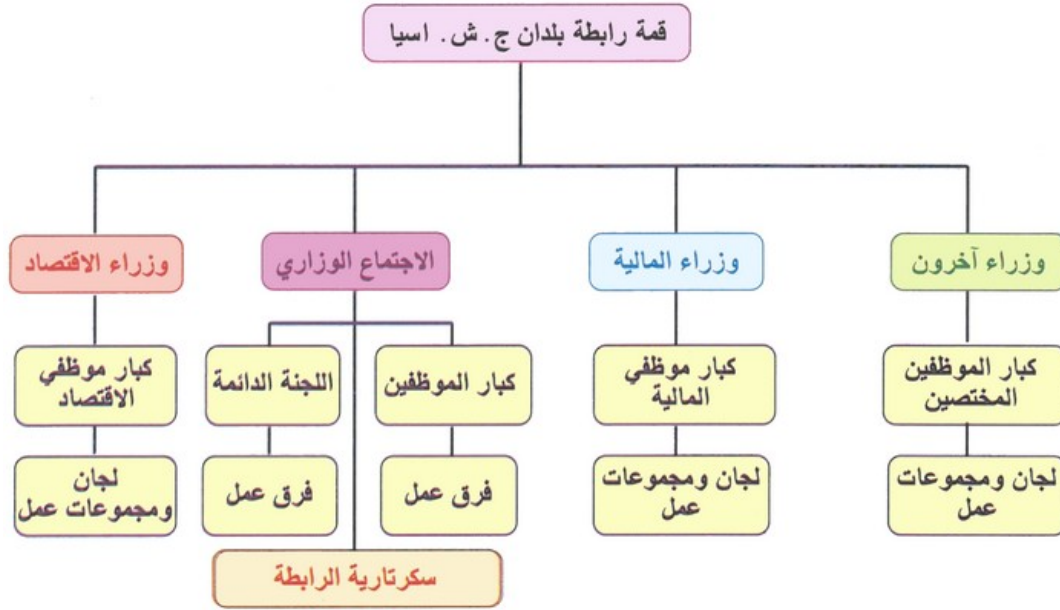 قمة رابطة بلدان ج. ش. اسيا
وزراء آخرون
وزراء المالية
الاجتماع الوزاري
وزراء الاقتصاد
كبار الموظفين
المختصين
كبار موظفي
المالية
كبار الموظفين
اللجنة الدائمة
كبار موظفي
الاقتصاد
لجان ومجموعات
عمل
لجان ومجموعات
عمل
فرق عمل
فرق عمل
لجان
ومجموعات عمل
سكرتارية الرابطة